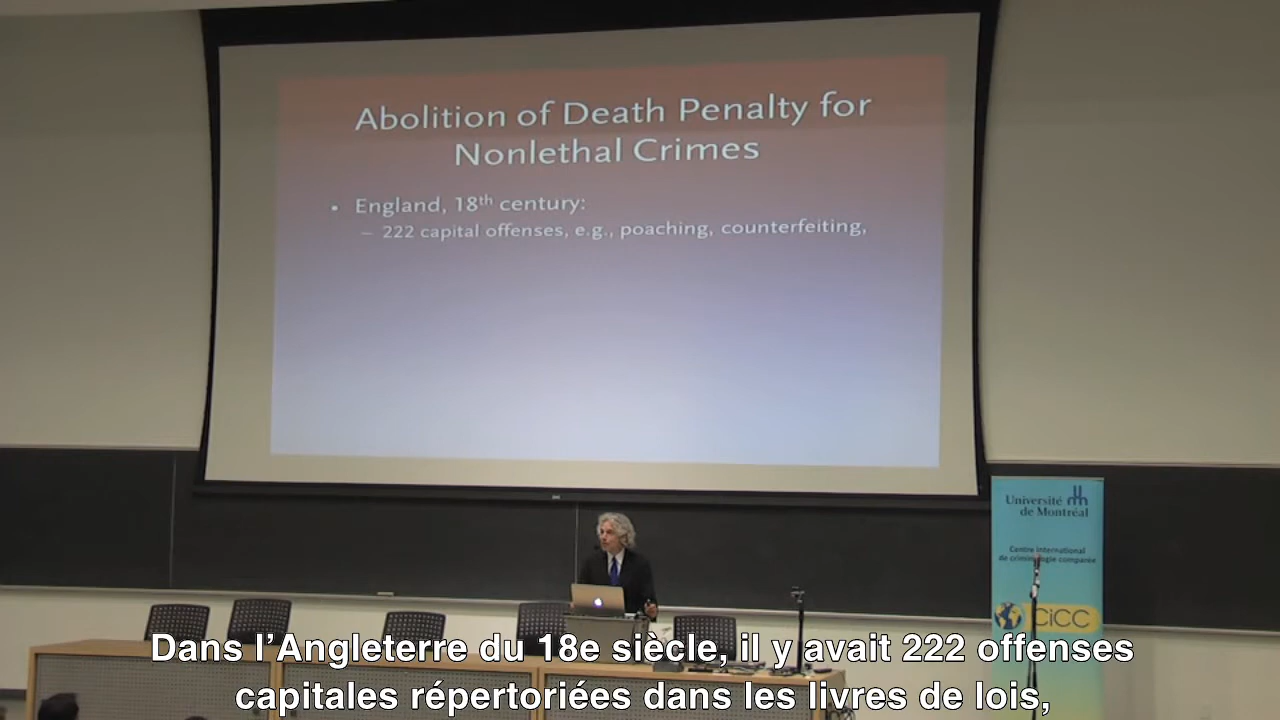 Abolition of Death Penalty for
Nonlethal Crimes
• England, 18th century:
– 222 capital offenses, e.g., poaching, counterfeiting,
Université
de Montréal
Centre international
de criminologie comparée
CiCC
Dans l’Angleterre du 18e siècle, il y avait 222 offenses
capitales répertoriées dans les livres de lois,